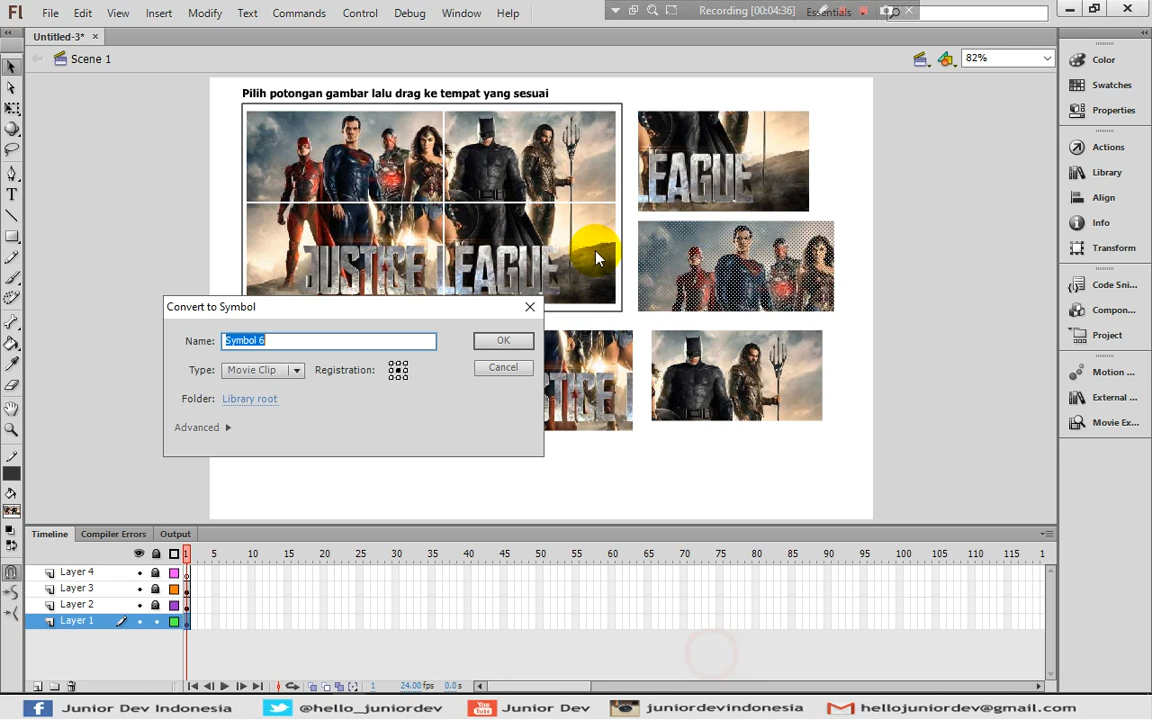 Fl File Edit View Insert Modify Text Commands Control Debug Window Help Recording [00:04:36] Essentials
Untitled-3* ×
Scene 1 82%
Pilih potongan gambar lalu drag ke tempat yang sesuai
JUSTICE LEAGUE
LEAGUE
STICE L
Convert to Symbol
Name: Symbol 6 OK
Type: Movie Clip Registration: Cancel
Folder: Library root
Advanced
Color
Swatches
Properties
Actions
Library
Align
Info
Transform
Code Sni...
Compon...
Project
Motion ...
External ...
Movie Ex...
Timeline Compiler Errors Output
1 5 10 15 20 25 30 35 40 45 50 55 60 65 70 75 80 85 90 95 100 105 110 115 1
Layer 4
Layer 3
Layer 2
Layer 1
1 24.00 fps 0.0 s
Junior Dev Indonesia @hello_juniordev Junior Dev juniordevindonesia hellojuniordev@gmail.com